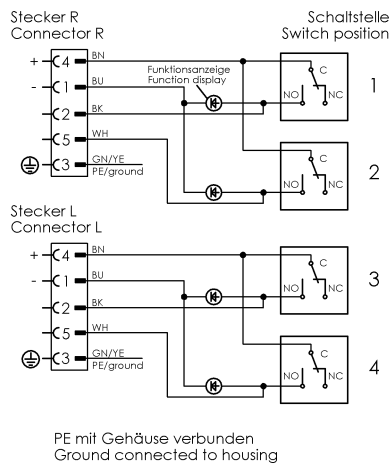 Stecker R
Connector R
Schaltstelle
Switch position
+ 4 BN
- 1 BU
2 BK
5 WH
3 GN/YE
PE/ground
Funktionsanzeige
Function display
C
NO NC
1
C
NO NC
2
Stecker L
Connector L
+ 4 BN
- 1 BU
2 BK
5 WH
3 GN/YE
PE/ground
C
NO NC
3
C
NO NC
4
PE mit Gehäuse verbunden
Ground connected to housing